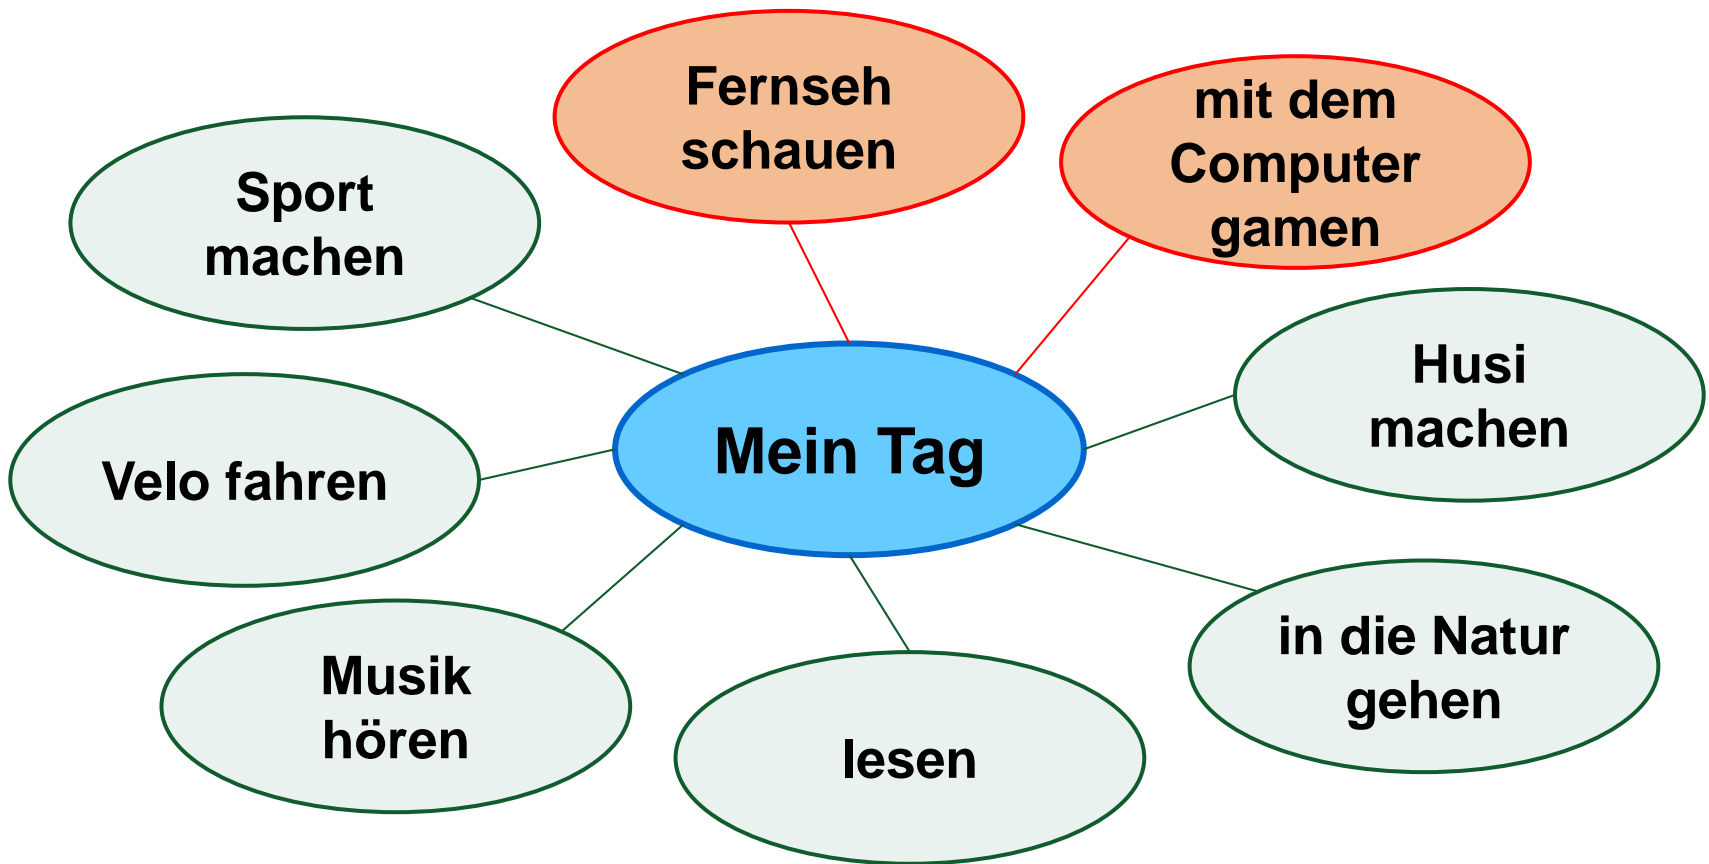 Fernseh
schauen
mit dem
Computer
gamen
Sport
machen
Husi
machen
Mein Tag
Velo fahren
in die Natur
gehen
Musik
hören
lesen